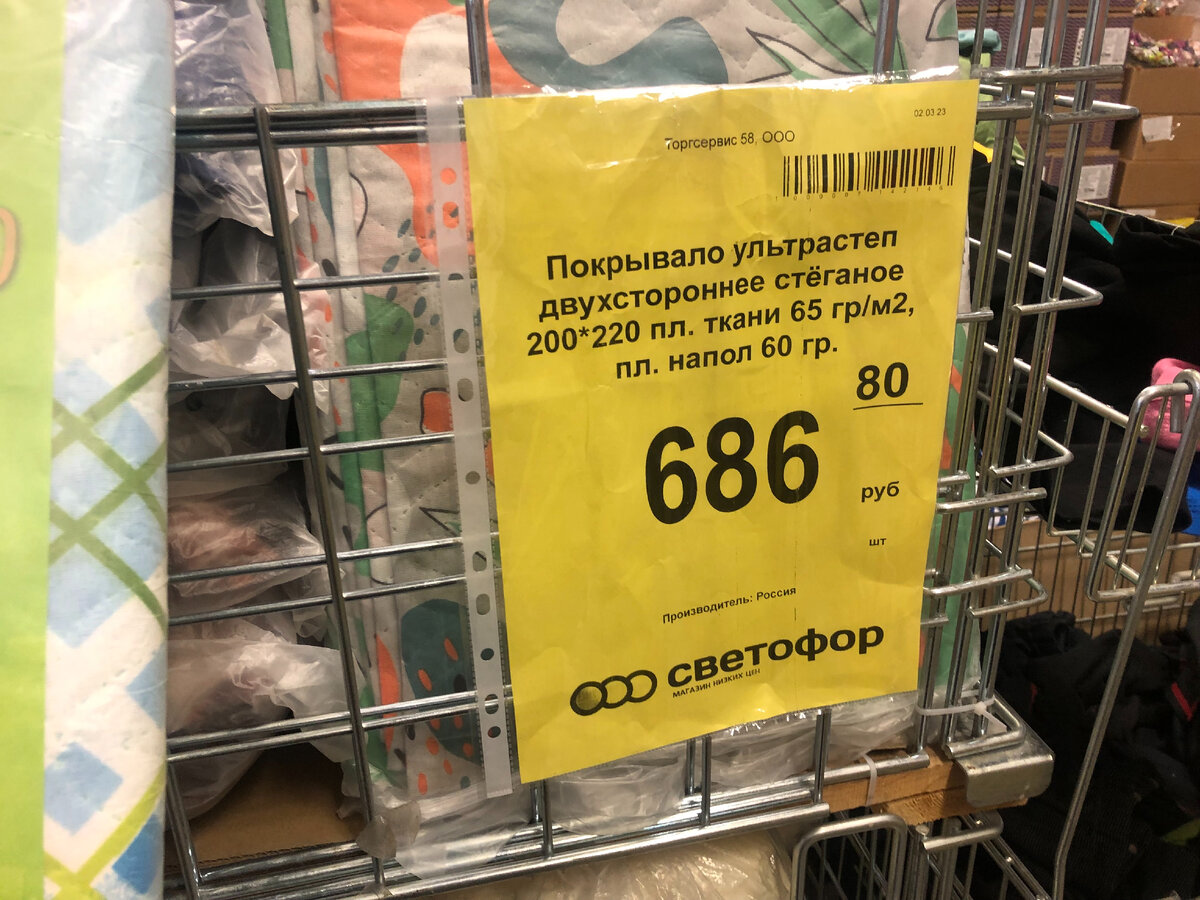 02.03.23
Торгсервис 58, ООО
Покрывало ультрастеп
двухстороннее стёганое
200*220 пл. ткани 65 гр/м2,
пл. напол 60 гр.
686 80
руб
шт
Производитель: Россия
светофор
МАГАЗИН НИЗКИХ ЦЕН